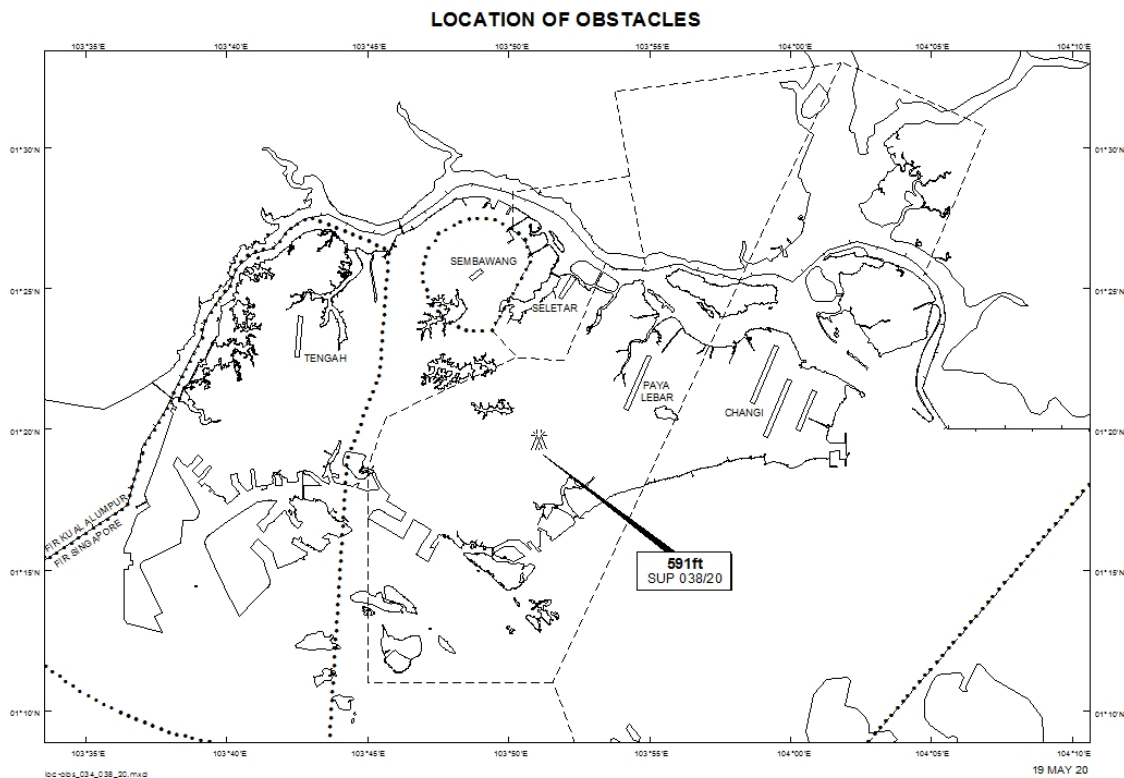 LOCATION OF OBSTACLES
103°35'E 103°40'E 103°45'E 103°50'E 103°55'E 104°00'E 104°05'E 104°10'E
01°30'N 01°30'N
SEMBAWANG
01°25'N 01°25'N
SELETAR
TENGAH
PAYA
LEBAR
CHANGI
01°20'N 01°20'N
FIR KUALALUMPUR
FIR SINGAPORE
591ft
SUP 038/20
01°15'N 01°15'N
01°10'N 01°10'N
103°35'E 103°40'E 103°45'E 103°50'E 103°55'E 104°00'E 104°05'E 104°10'E
loc-obs_034_038_20.mxd
19 MAY 20